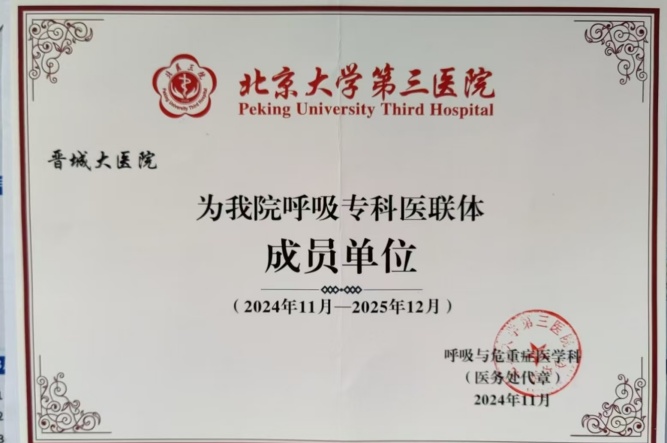 北京大学第三医院
Peking University Third Hospital
晋城大医院
为我院呼吸专科医联体
成员单位
（2024年11月—2025年12月）
呼吸与危重症医学科
（医务处代章）
2024年11月